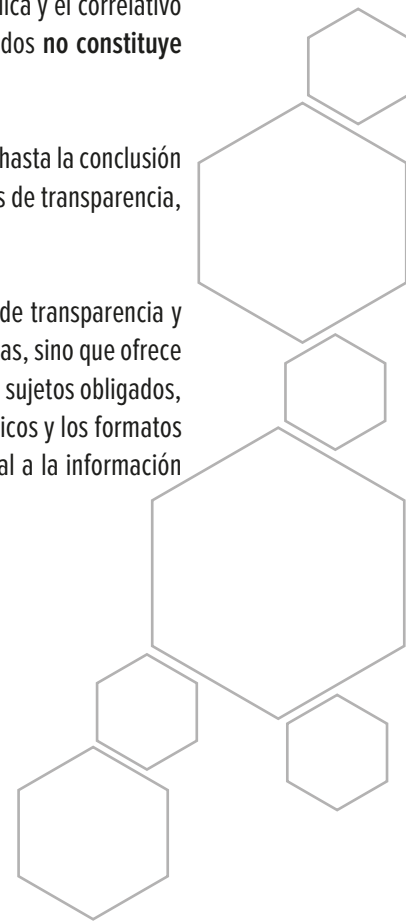 ica y el correlativo
dos no constituye
hasta la conclusión
s de transparencia,
de transparencia y
as, sino que ofrece
sujetos obligados,
icos y los formatos
al a la información